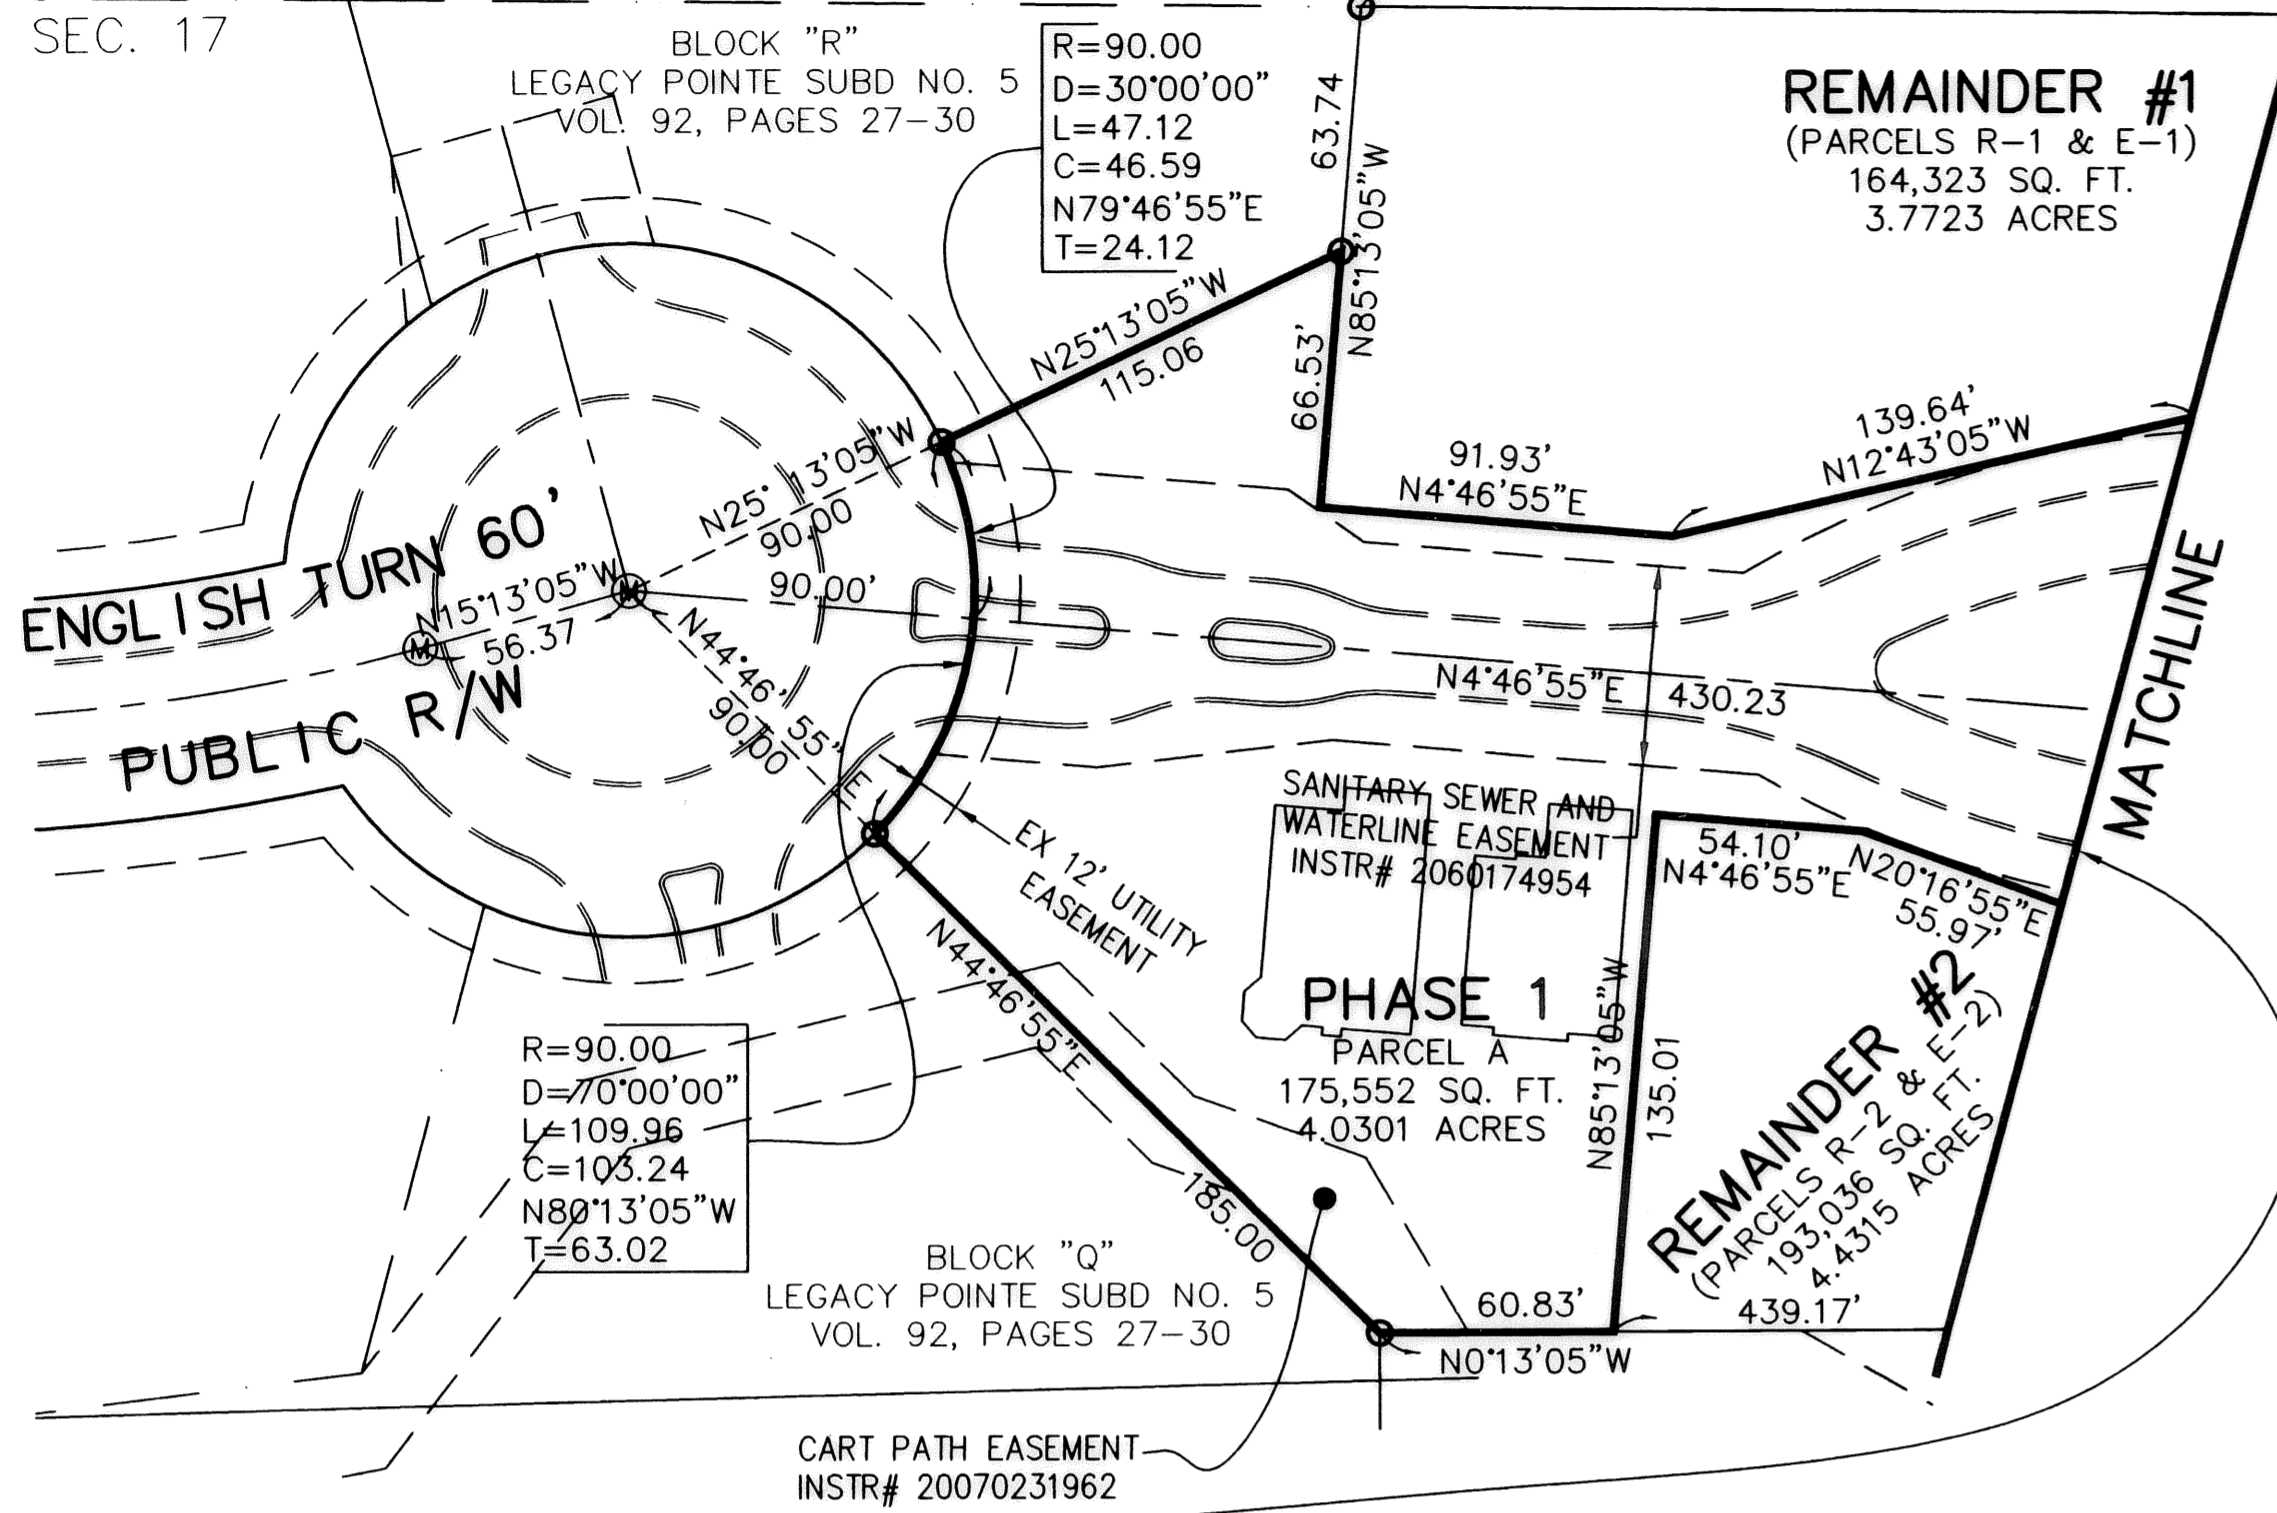 SEC. 17
BLOCK "R"
LEGACY POINTE SUBD NO. 5
VOL. 92, PAGES 27-30
R=90.00
D=30°00'00"
L=47.12
C=46.59
N79°46'55"E
T=24.12
63.74
N85°13'05"W
REMAINDER #1
(PARCELS R-1 & E-1)
164,323 SQ. FT.
3.7723 ACRES
N25°13'05"W
115.06
66.53'
91.93'
N4°46'55"E
139.64'
N12°43'05"W
MATCHLINE
ENGLISH TURN 60'
PUBLIC R/W
N15°13'05"W
56.37
N25°13'05"W
90.00
90.00'
N44°46'55"E
90.00
N4°46'55"E
430.23
SANITARY SEWER AND
WATERLINE EASEMENT
INSTR# 2060174954
54.10'
N4°46'55"E
N20°16'55"E
55.97'
EX 12' UTILITY
EASEMENT
N44°46'55"E
185.00
PHASE 1
PARCEL A
175,552 SQ. FT.
4.0301 ACRES
N85°13'05"W
135.01
REMAINDER #2
(PARCELS R-2 & E-2)
193,036 SQ. FT.
4.4315 ACRES
R=90.00
D=70°00'00"
L=109.96
C=103.24
N80°13'05"W
T=63.02
BLOCK "Q"
LEGACY POINTE SUBD NO. 5
VOL. 92, PAGES 27-30
60.83'
439.17'
N0°13'05"W
CART PATH EASEMENT
INSTR# 20070231962
M
M